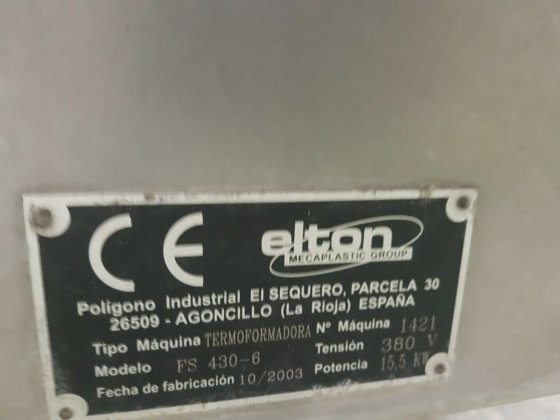 CE
elton
MECAPLASTIC GROUP
Polígono Industrial El SEQUERO, PARCELA 30
26509 - AGONCILLO (La Rioja) ESPAÑA
Tipo Máquina TERMOFORMADORA Nº Máquina 1421
Modelo FS 430-6 Tensión 380 V
Fecha de fabricación 10/2003 Potencia 15,5 KW